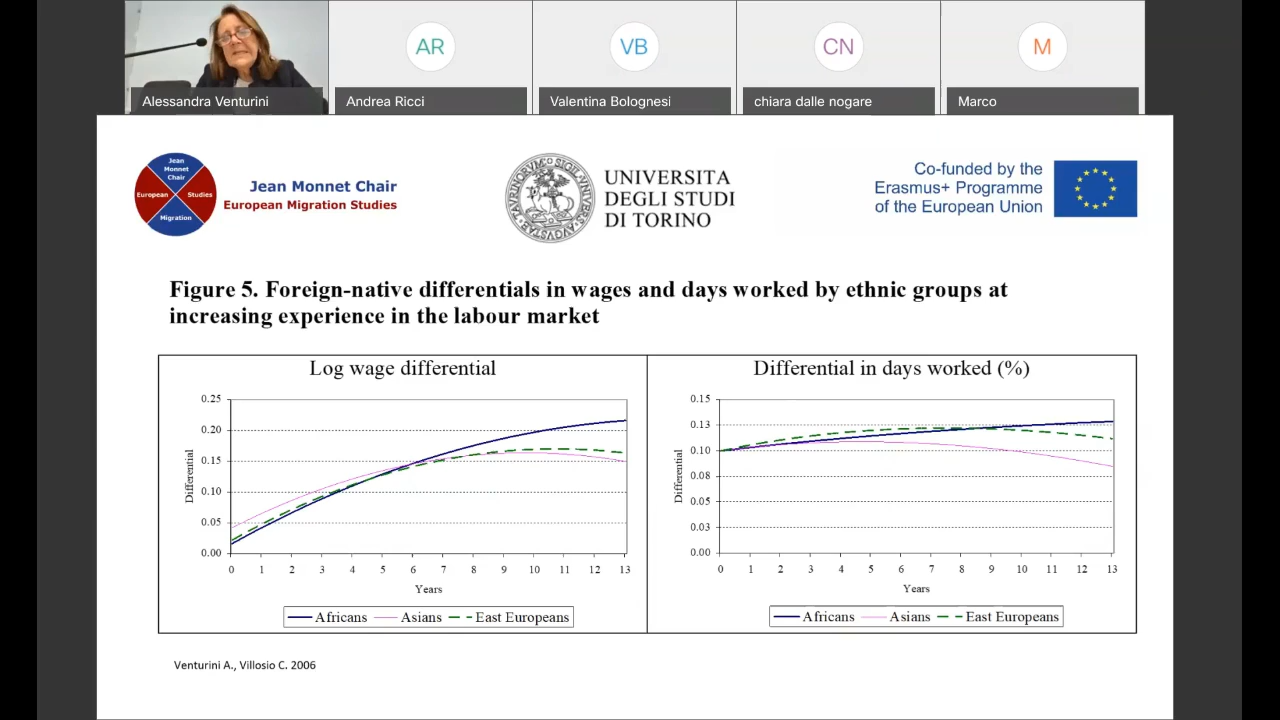 AR
VB
CN
M
Alessandra Venturini
Andrea Ricci
Valentina Bolognesi
chiara dalle nogare
Marco
Jean
Monnet
Chair
European
Studies
Migration
Jean Monnet Chair
European Migration Studies
UNIVERSITA
DEGLI STUDI
DI TORINO
Co-funded by the
Erasmus+ Programme
of the European Union
Figure 5. Foreign-native differentials in wages and days worked by ethnic groups at
increasing experience in the labour market
Log wage differential
0.25
0.20
0.15
0.10
0.05
0.00
Differential
0 1 2 3 4 5 6 7 8 9 10 11 12 13
Years
Africans Asians East Europeans
Differential in days worked (%)
0.15
0.13
0.10
0.08
0.05
0.03
0.00
Differential
0 1 2 3 4 5 6 7 8 9 10 11 12 13
Years
Africans Asians East Europeans
Venturini A., Villosio C. 2006